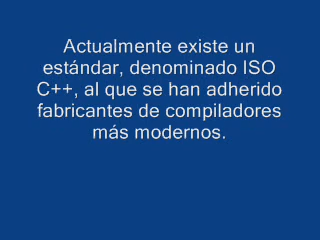 Actualmente existe un
estándar, denominado ISO
C++, al que se han adherido
fabricantes de compiladores
más modernos.